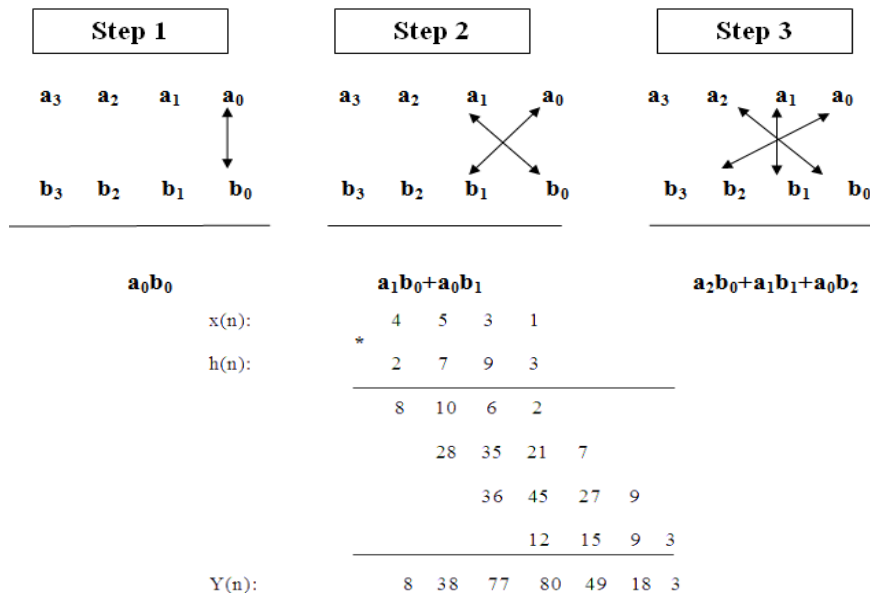 Step 1 Step 2 Step 3
a₃ a₂ a₁ a₀ a₃ a₂ a₁ a₀ a₃ a₂ a₁ a₀
b₃ b₂ b₁ b₀ b₃ b₂ b₁ b₀ b₃ b₂ b₁ b₀
a₀b₀ a₁b₀+a₀b₁ a₂b₀+a₁b₁+a₀b₂
x(n): 4 5 3 1
*
h(n): 2 7 9 3
8 10 6 2
28 35 21 7
36 45 27 9
12 15 9 3
Y(n): 8 38 77 80 49 18 3